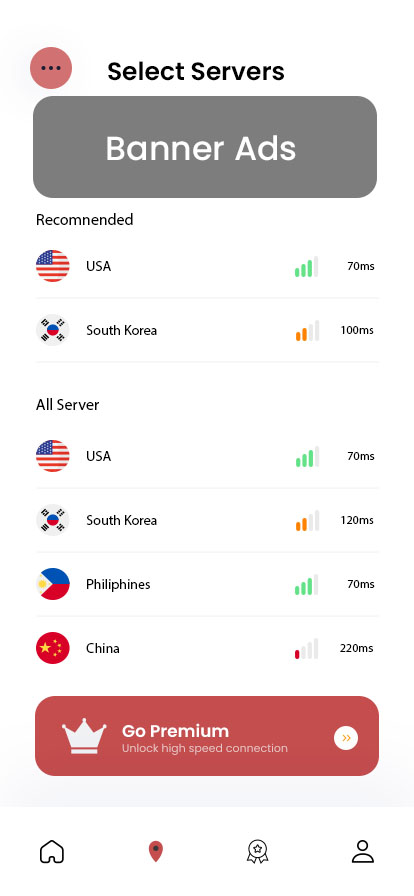 Select Servers
Banner Ads
Recomnended
USA 70ms
South Korea 100ms
All Server
USA 70ms
South Korea 120ms
Philiphines 70ms
China 220ms
Go Premium
Unlock high speed connection